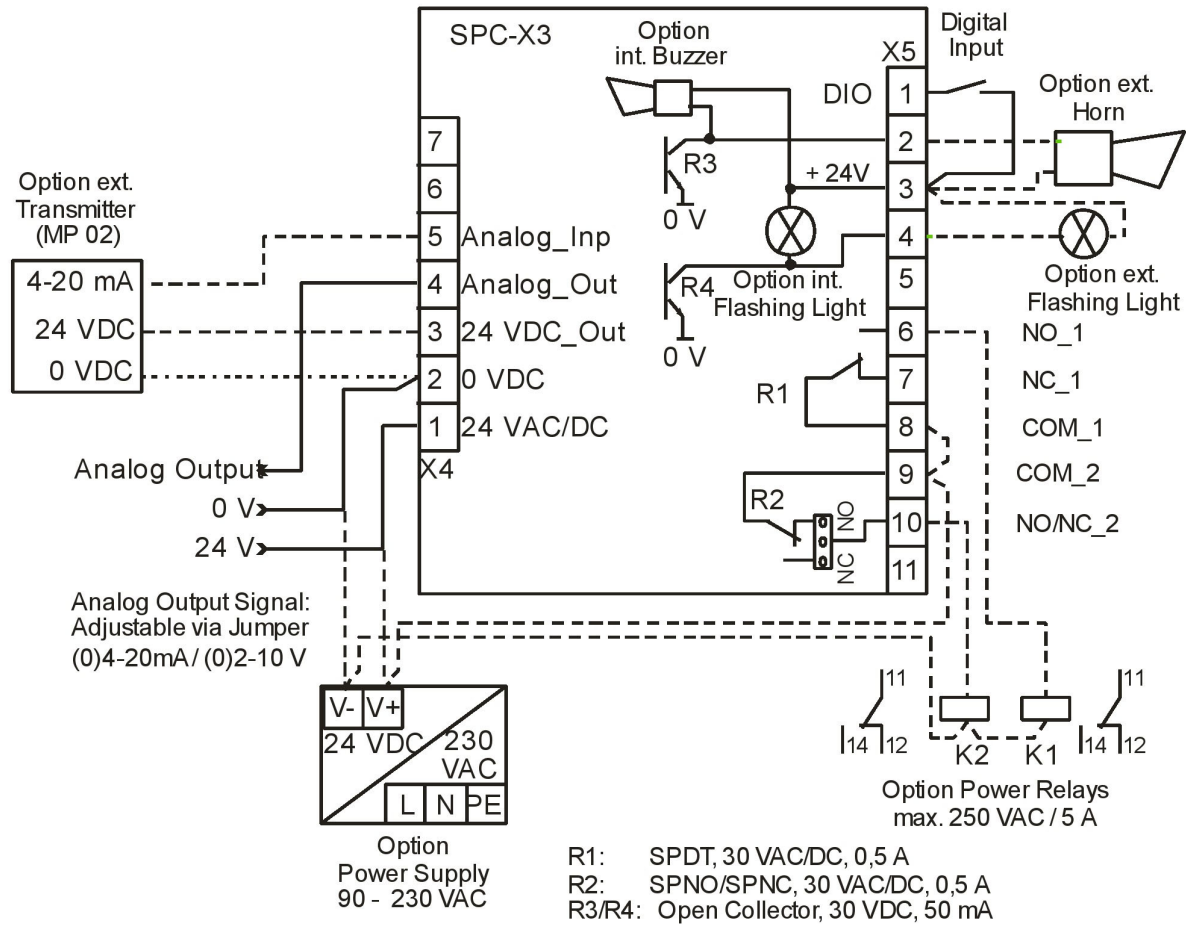 SPC-X3
Option
int. Buzzer
Digital
Input
X5
DIO
1
Option ext.
Horn
2
R3
+ 24V
3
0 V
4
R4
Option int.
Flashing Light
0 V
5
Option ext.
Flashing Light
6
NO_1
R1
7
NC_1
8
COM_1
9
COM_2
R2
NO
10
NO/NC_2
NC
11
7
6
Option ext.
Transmitter
(MP 02)
5
Analog_Inp
4-20 mA
4
Analog_Out
24 VDC
3
24 VDC_Out
0 VDC
2
0 VDC
1
24 VAC/DC
X4
Analog Output
0 V
24 V
Analog Output Signal:
Adjustable via Jumper
(0)4-20mA / (0)2-10 V
V-
V+
24 VDC
230
VAC
L
N
PE
Option
Power Supply
90 - 230 VAC
11
14
12
K2
K1
11
14
12
Option Power Relays
max. 250 VAC / 5 A
R1: SPDT, 30 VAC/DC, 0,5 A
R2: SPNO/SPNC, 30 VAC/DC, 0,5 A
R3/R4: Open Collector, 30 VDC, 50 mA